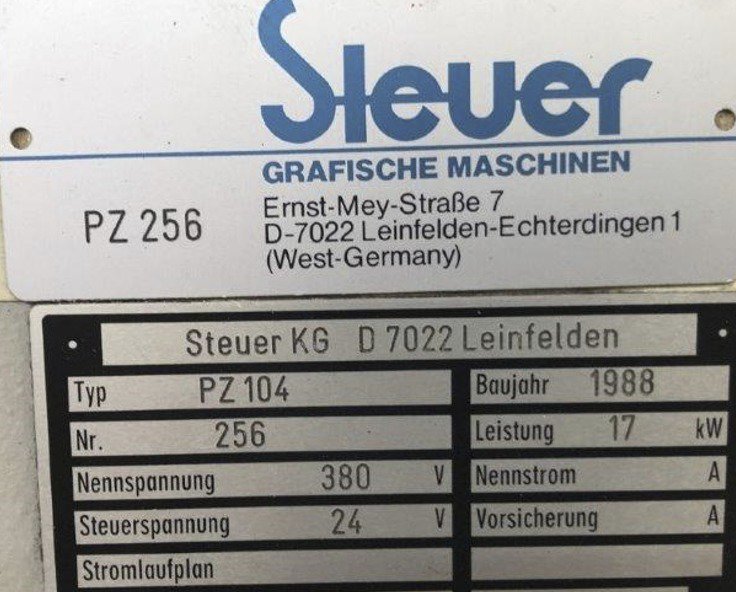 Steuer
GRAFISCHE MASCHINEN
PZ 256
Ernst-Mey-Straße 7
D-7022 Leinfelden-Echterdingen 1
(West-Germany)
Steuer KG D 7022 Leinfelden
Typ PZ 104
Baujahr 1988
Nr. 256
Leistung 17 kW
Nennspannung 380 V
Nennstrom A
Steuerspannung 24 V
Vorsicherung A
Stromlaufplan